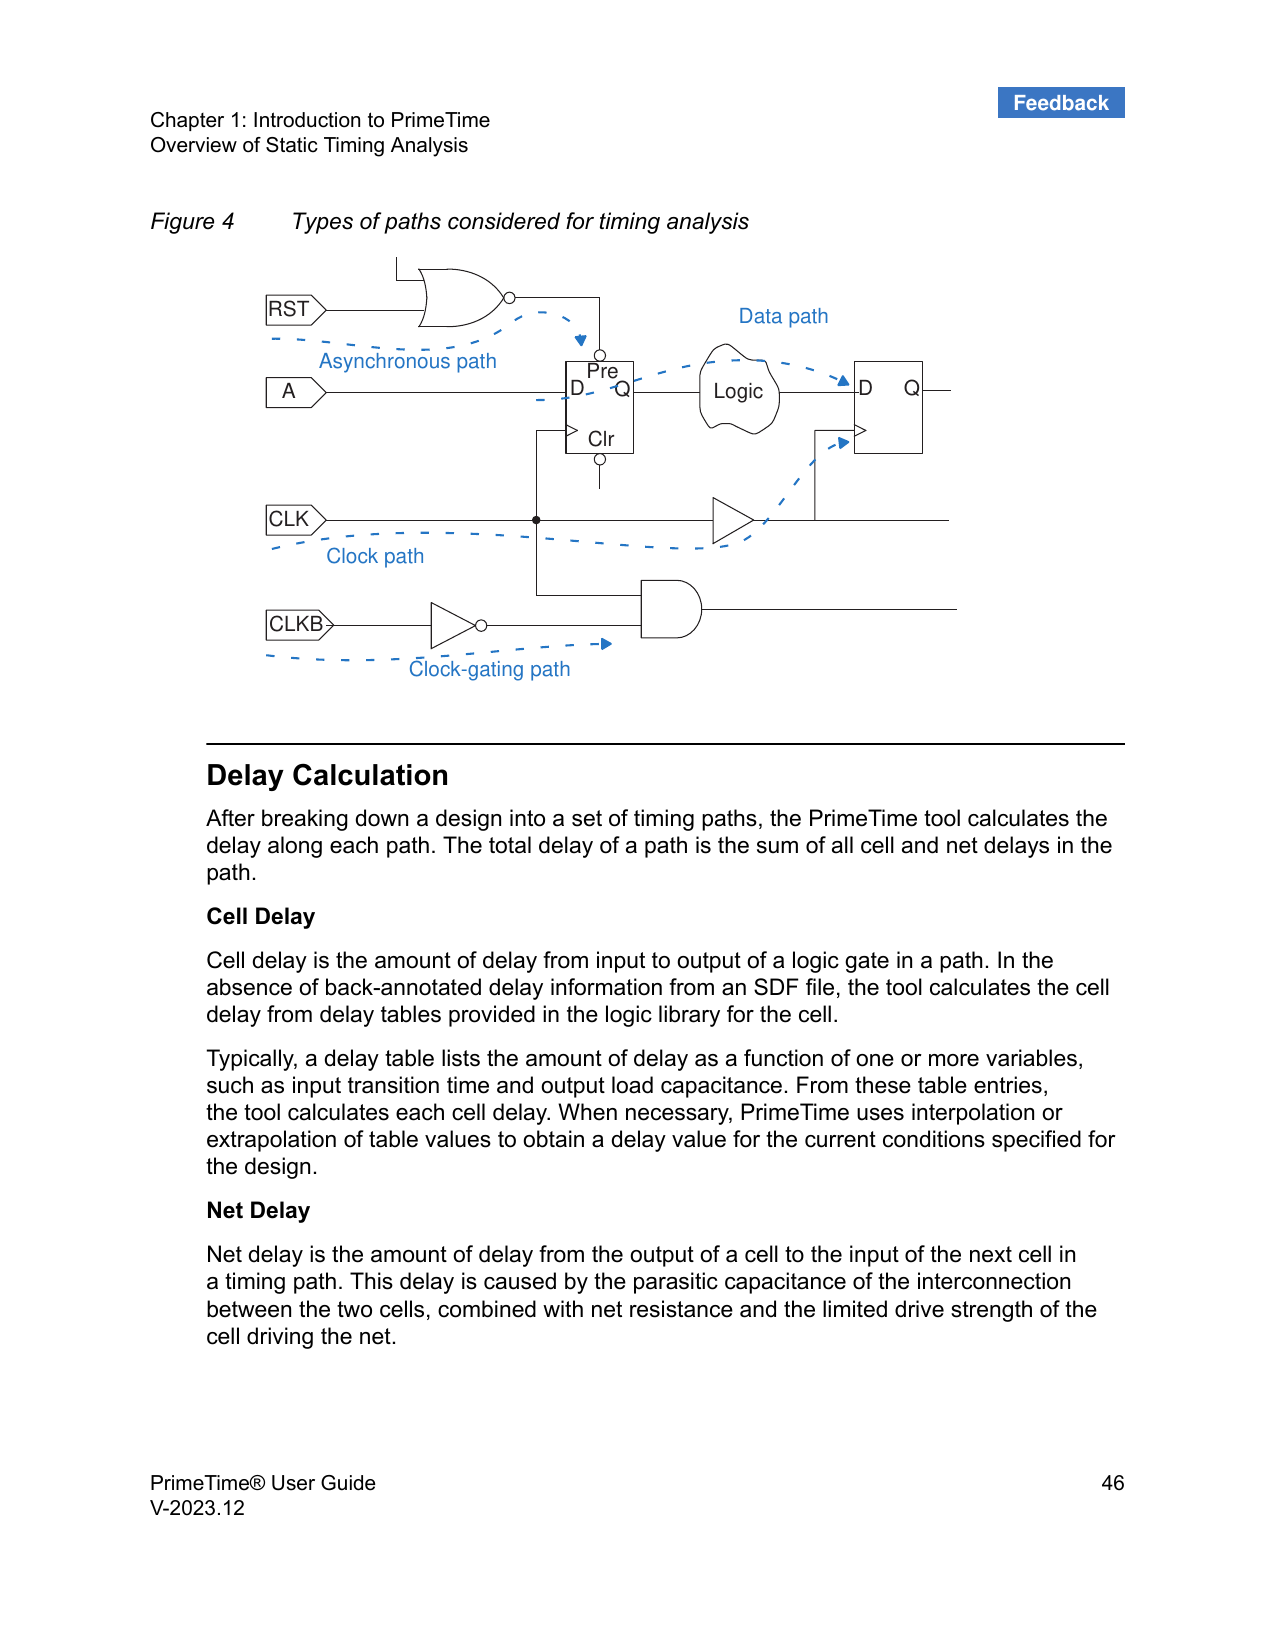 Feedback
Chapter 1: Introduction to PrimeTime
Overview of Static Timing Analysis
Figure 4 Types of paths considered for timing analysis
RST
Data path
Asynchronous path
Pre
A
D
Q
Logic
D
Q
Clr
CLK
Clock path
CLKB
Clock-gating path
Delay Calculation
After breaking down a design into a set of timing paths, the PrimeTime tool calculates the
delay along each path. The total delay of a path is the sum of all cell and net delays in the
path.
Cell Delay
Cell delay is the amount of delay from input to output of a logic gate in a path. In the
absence of back-annotated delay information from an SDF file, the tool calculates the cell
delay from delay tables provided in the logic library for the cell.
Typically, a delay table lists the amount of delay as a function of one or more variables,
such as input transition time and output load capacitance. From these table entries,
the tool calculates each cell delay. When necessary, PrimeTime uses interpolation or
extrapolation of table values to obtain a delay value for the current conditions specified for
the design.
Net Delay
Net delay is the amount of delay from the output of a cell to the input of the next cell in
a timing path. This delay is caused by the parasitic capacitance of the interconnection
between the two cells, combined with net resistance and the limited drive strength of the
cell driving the net.
PrimeTime® User Guide 46
V-2023.12